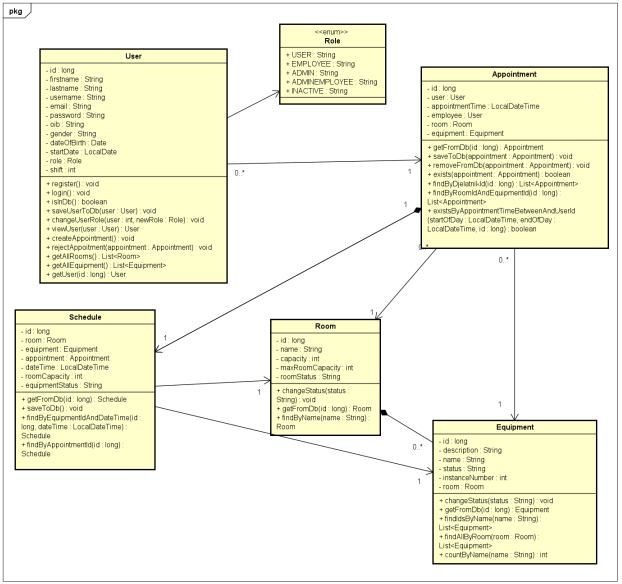 pkg
User
- id : long
- firstname : String
- lastname : String
- username : String
- email : String
- password : String
- oib : String
- gender : String
- dateOfBirth : Date
- startDate : LocalDate
- role : Role
- shift : int
+ register() : void
+ login() : void
+ isInDb() : boolean
+ saveUserToDb(user : User) : void
+ changeUserRole(user : int, newRole : Role) : void
+ viewUser(user : User) : User
+ createAppointment() : void
+ rejectAppoitment(appointment : Appointment) : void
+ getAllRooms() : List<Room>
+ getAllEquipment() : List<Equipment>
+ getUser(id : long) : User
<<enum>>
Role
+ USER : String
+ EMPLOYEE : String
+ ADMIN : String
+ ADMINEMPLOYEE : String
+ INACTIVE : String
Appointment
- id : long
- user : User
- appointmentTime : LocalDateTime
- employee : User
- room : Room
- equipment : Equipment
+ getFromDb(id : long) : Appointment
+ saveToDb(appointment : Appointment) : void
+ removeFromDb(appointment : Appointment) : void
+ exists(appointment : Appointment) : boolean
+ findByDjelatnikId(id : long) : List<Appointment>
+ findByRoomIdAndEquipmentId(id : long) :
List<Appointment>
+ existsByAppointmentTimeBetweenAndUserId
(startOfDay : LocalDateTime, endOfDay :
LocalDateTime, id : long) : boolean
0..*
1
1
0..*
0..*
1
1
Schedule
- id : long
- room : Room
- equipment : Equipment
- appointment : Appointment
- dateTime : LocalDateTime
- roomCapacity : int
- equipmentStatus : String
+ getFromDb(id : long) : Schedule
+ saveToDb() : void
+ findByEquipmentIdAndDateTime(id :
long, dateTime : LocalDateTime) :
Schedule
+ findByAppointmentId(id : long) :
Schedule
Room
- id : long
- name : String
- capacity : int
- maxRoomCapacity : int
- roomStatus : String
+ changeStatus(status :
String) : void
+ getFromDb(id : long) : Room
+ findByName(name : String) :
Room
1
1
0..*
1
Equipment
- id : long
- description : String
- name : String
- status : String
- instanceNumber : int
- room : Room
+ changeStatus(status : String) : void
+ getFromDb(id : long) : Equipment
+ findIdsByName(name : String) :
List<Equipment>
+ findAllByRoom(room : Room) :
List<Equipment>
+ countByName(name : String) : int